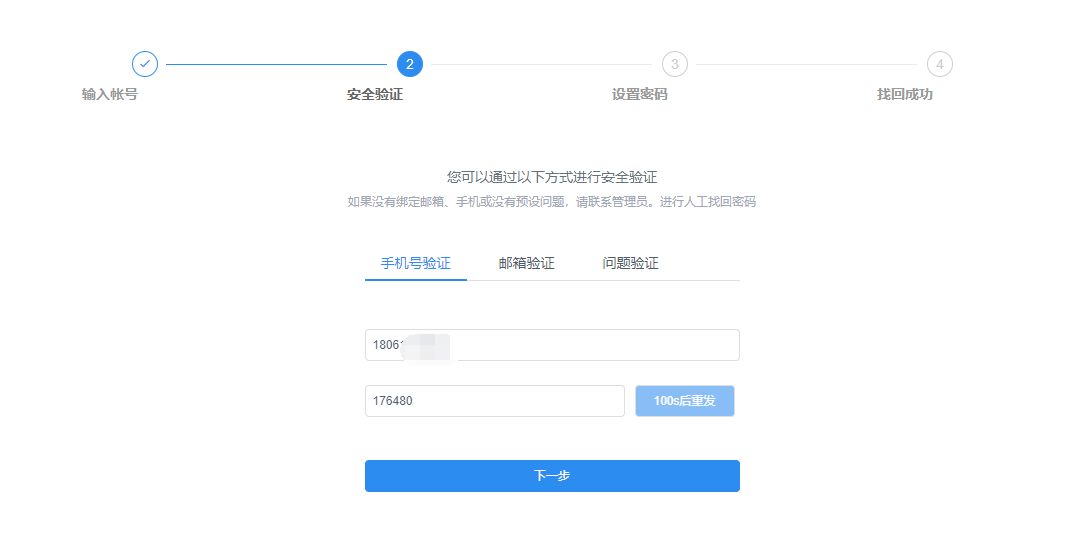 2 3 4
输入帐号 安全验证 设置密码 找回成功
您可以通过以下方式进行安全验证
如果没有绑定邮箱、手机或没有预设问题，请联系管理员。进行人工找回密码
手机号验证 邮箱验证 问题验证
1806
176480 100s后重发
下一步